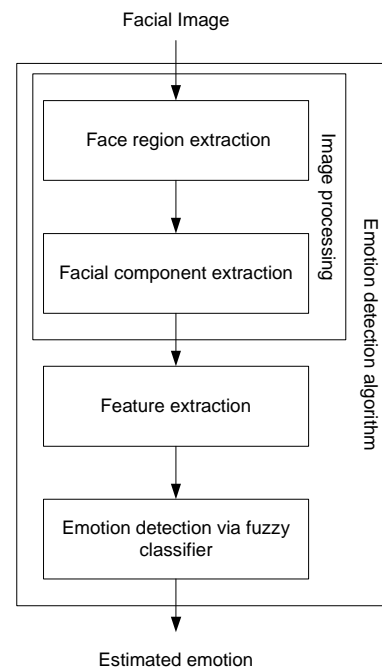 Facial Image
Face region extraction
Image processing
Facial component extraction
Emotion detection algorithm
Feature extraction
Emotion detection via fuzzy
classifier
Estimated emotion